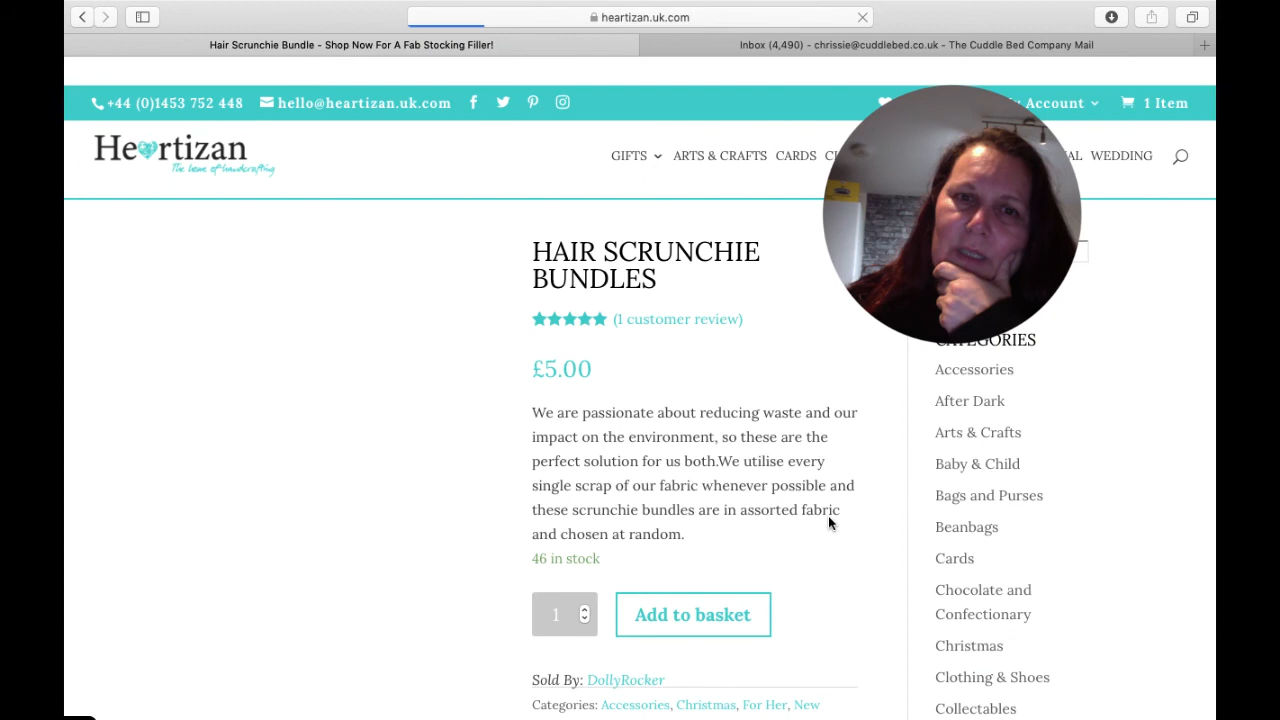 heartizan.uk.com
Hair Scrunchie Bundle - Shop Now For A Fab Stocking Filler!
Inbox (4,490) - chrissie@cuddlebed.co.uk - The Cuddle Bed Company Mail
+44 (0)1453 752 448
hello@heartizan.uk.com
Account
1 Item
Heartizan
The home of handcrafting
GIFTS
ARTS & CRAFTS
CARDS
WEDDING
HAIR SCRUNCHIE
BUNDLES
(1 customer review)
£5.00
We are passionate about reducing waste and our
impact on the environment, so these are the
perfect solution for us both.We utilise every
single scrap of our fabric whenever possible and
these scrunchie bundles are in assorted fabric
and chosen at random.
46 in stock
1
Add to basket
Sold By: DollyRocker
Categories: Accessories, Christmas, For Her, New
CATEGORIES
Accessories
After Dark
Arts & Crafts
Baby & Child
Bags and Purses
Beanbags
Cards
Chocolate and
Confectionary
Christmas
Clothing & Shoes
Collectables